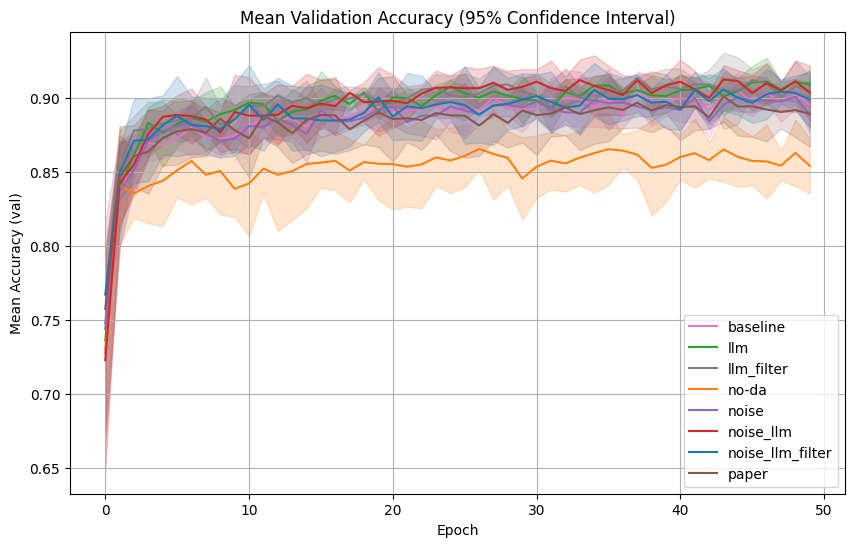 Mean Validation Accuracy (95% Confidence Interval)
Mean Accuracy (val)
0.90
0.85
0.80
0.75
0.70
0.65
0
10
20
30
40
50
Epoch
baseline
llm
llm_filter
no-da
noise
noise_llm
noise_llm_filter
paper